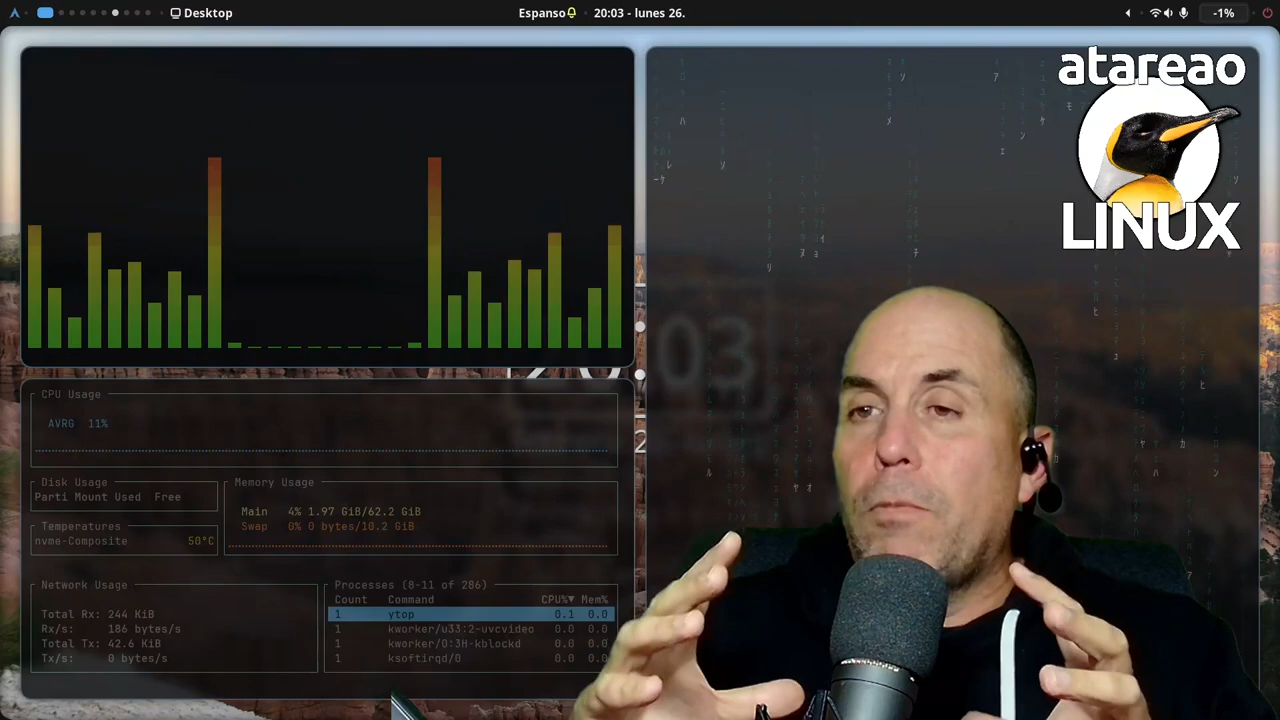 Desktop
Espanso
20:03 - lunes 26.
-1%
atareao
LINUX
03
CPU Usage
AVRG 11%
Disk Usage
Parti Mount Used Free
Memory Usage
Main 4% 1.97 GiB/62.2 GiB
Swap 0% 0 bytes/10.2 GiB
Temperatures
nvme-Composite 50°C
Network Usage
Total Rx: 244 KiB
Rx/s: 186 bytes/s
Total Tx: 42.6 KiB
Tx/s: 0 bytes/s
Processes (8-11 of 286)
Count Command CPU%▼ Mem%
1 ytop 0.1 0.0
1 kworker/u33:2-uvcvideo 0.0 0.0
1 kworker/0:3H-kblockd 0.0 0.0
1 ksoftirqd/0 0.0 0.0